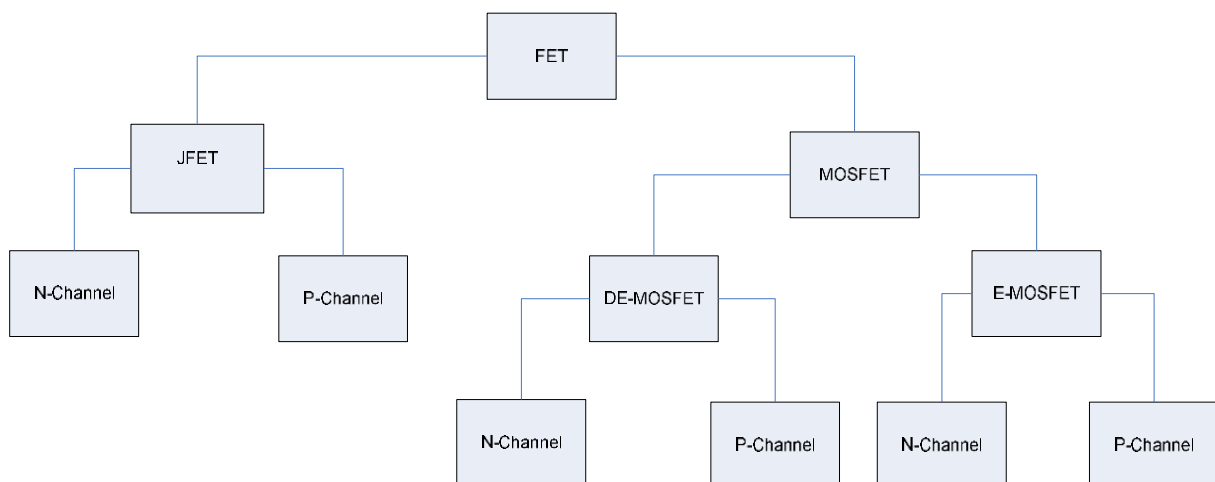 FET
JFET
MOSFET
N-Channel
P-Channel
DE-MOSFET
E-MOSFET
N-Channel
P-Channel
N-Channel
P-Channel